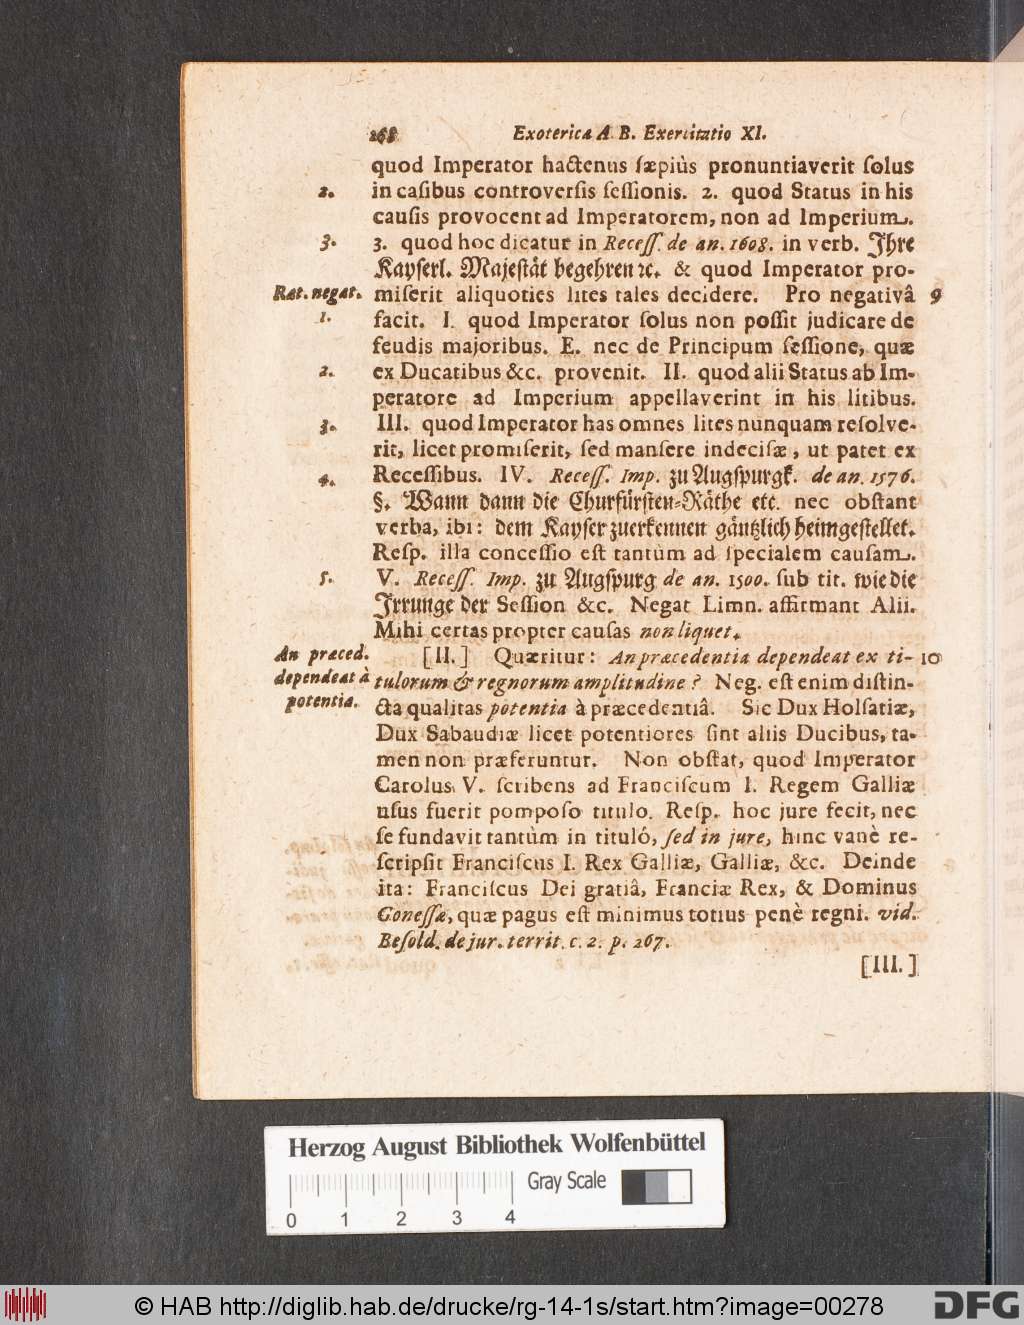 268 Exoterica A B. Exercitatio XI.
quod Imperator hactenus ſæpiùs pronuntiaverit ſolus
2. in caſibus controverſis ſeſſionis. 2. quod Status in his
cauſis provocent ad Imperatorem, non ad Imperium.
3. 3. quod hoc dicatur in Receſſ. de an. 1608. in verb. Ihre
Kayſerl. Majeſtåt begehren ꝛc. & quod Imperator pro-
Rat. negat. miſerit aliquoties lites tales decidere. Pro negativâ 9
1. facit. I. quod Imperator ſolus non poſſit judicare de
feudis majoribus. E. nec de Principum ſeſſione, quæ
2. ex Ducatibus &c. provenit. II. quod alii Status ab Im-
peratore ad Imperium appellaverint in his litibus.
3. III. quod Imperator has omnes lites nunquam reſolve-
rit, licet promiſerit, ſed manſere indeciſæ, ut patet ex
4. Receſſibus. IV. Receſſ. Imp. zu Augſpurgk. de an. 1576.
§. Wann dann die Churfürſten-Råthe etc. nec obſtant
verba, ibi: dem Kayſer zuerkennen gåntzlich heimgeſtellet.
Reſp. illa conceſſio eſt tantùm ad ſpecialem cauſam.
5. V. Receſſ. Imp. zu Augſpurg de an. 1500. ſub tit. wie die
Irrunge der Seſſion &c. Negat Limn. affirmant Alii.
Mihi certas propter cauſas non liquet.
An præced. [II.] Quæritur: An præcedentia dependeat ex ti- 10
dependeat à tulorum & regnorum amplitudine? Neg. eſt enim diſtin-
potentia. cta qualitas potentia à præcedentiâ. Sic Dux Holſatiæ,
Dux Sabaudiæ licet potentiores ſint aliis Ducibus, ta-
men non præferuntur. Non obſtat, quod Imperator
Carolus V. ſcribens ad Franciſcum I. Regem Galliæ
uſus fuerit pompoſo titulo. Reſp. hoc jure fecit, nec
ſe fundavit tantùm in tituló, ſed in jure, hinc vanè re-
ſcripſit Franciſcus I. Rex Galliæ, Galliæ, &c. Deinde
ita: Franciſcus Dei gratiâ, Franciæ Rex, & Dominus
Goneſſæ, quæ pagus eſt minimus totius penè regni. vid.
Beſold. de jur. territ. c. 2. p. 267.
[III.]
Herzog August Bibliothek Wolfenbüttel
Gray Scale
0 1 2 3 4
© HAB http://diglib.hab.de/drucke/rg-14-1s/start.htm?image=00278
DFG